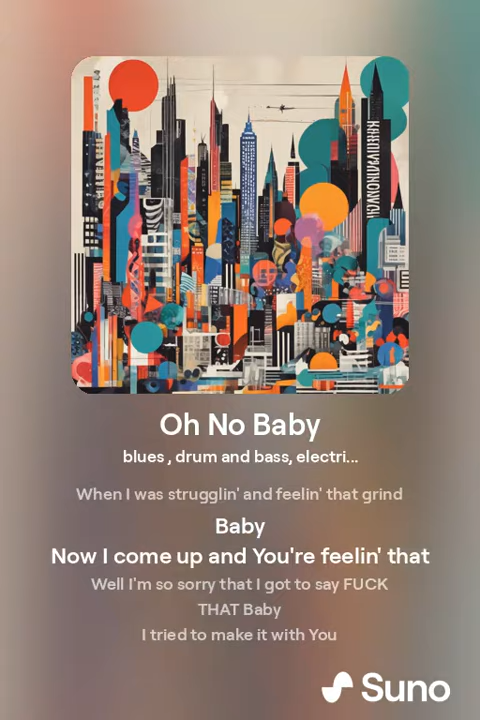 Oh No Baby
blues , drum and bass, electri...
When I was strugglin' and feelin' that grind
Baby
Now I come up and You're feelin' that
Well I'm so sorry that I got to say FUCK
THAT Baby
I tried to make it with You
Suno